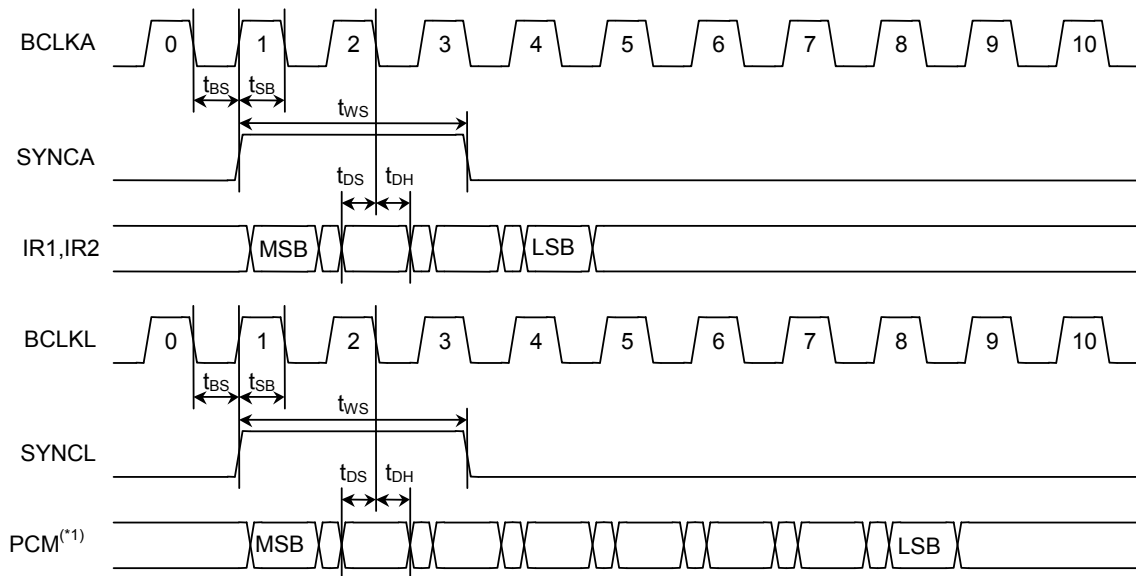 BCLKA 0 1 2 3 4 5 6 7 8 9 10
tBS tSB
tWS
SYNCA
tDS tDH
IR1,IR2 MSB LSB
BCLKL 0 1 2 3 4 5 6 7 8 9 10
tBS tSB
tWS
SYNCL
tDS tDH
PCM(*1) MSB LSB